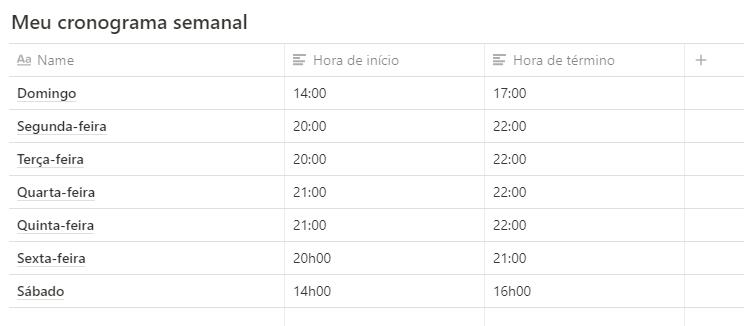 Meu cronograma semanal
Aa Name Hora de início Hora de término +
Domingo 14:00 17:00
Segunda-feira 20:00 22:00
Terça-feira 20:00 22:00
Quarta-feira 21:00 22:00
Quinta-feira 21:00 22:00
Sexta-feira 20h00 21:00
Sábado 14h00 16h00